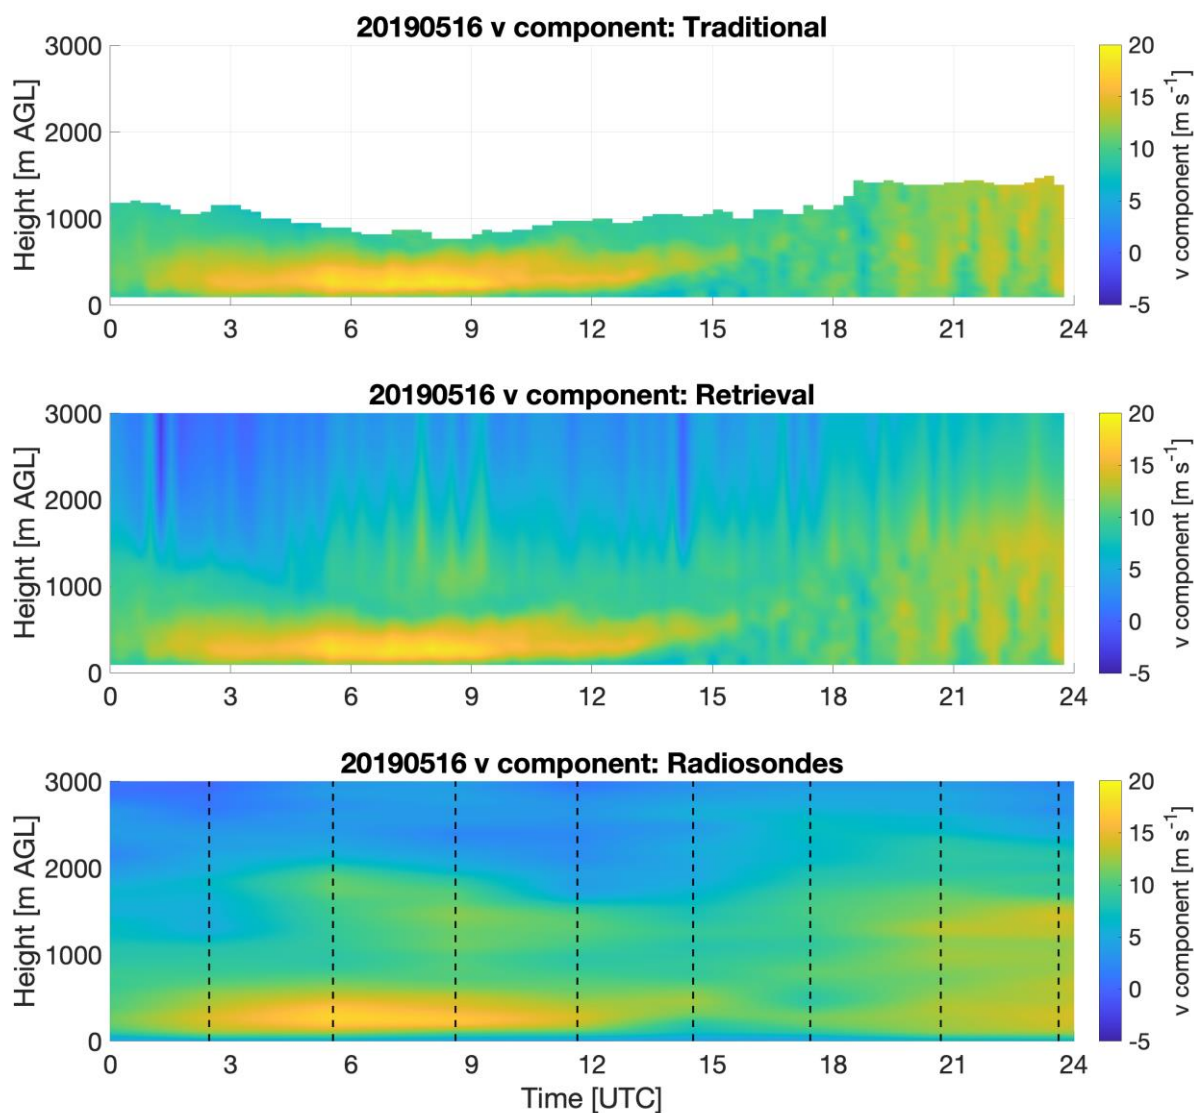 20190516 v component: Traditional
3000
2000
1000
0
Height [m AGL]
0 3 6 9 12 15 18 21 24
20
15
10
5
0
-5
v component [m s⁻¹]
20190516 v component: Retrieval
3000
2000
1000
0
Height [m AGL]
0 3 6 9 12 15 18 21 24
20
15
10
5
0
-5
v component [m s⁻¹]
20190516 v component: Radiosondes
3000
2000
1000
0
Height [m AGL]
0 3 6 9 12 15 18 21 24
Time [UTC]
20
15
10
5
0
-5
v component [m s⁻¹]